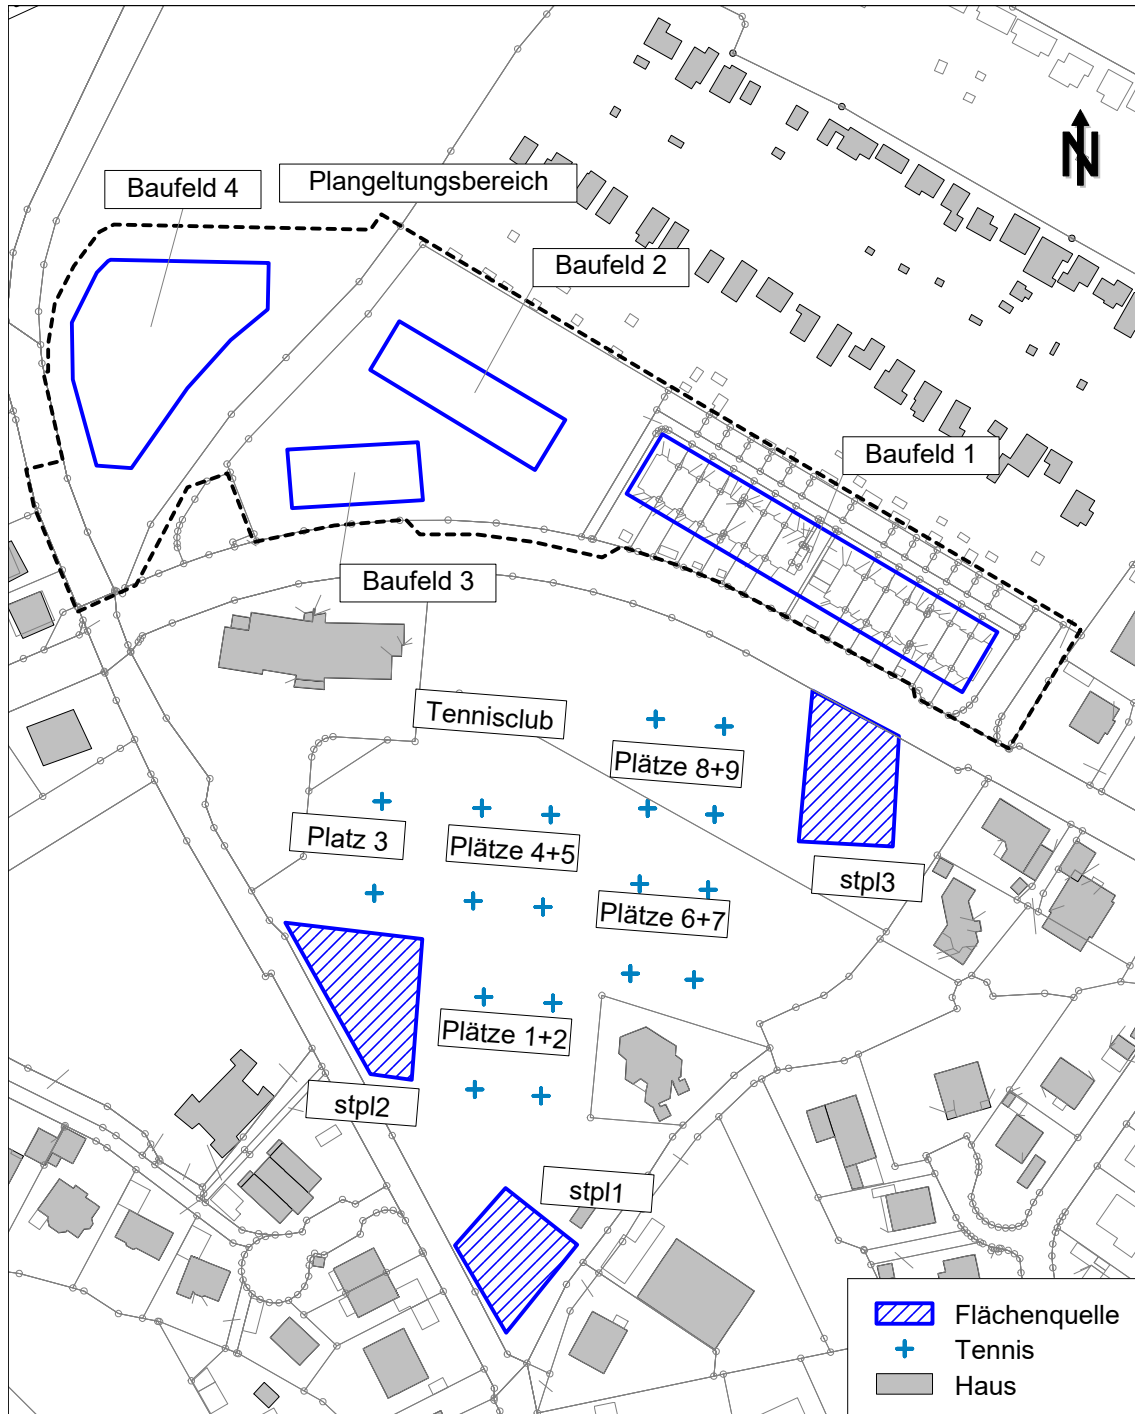 Baufeld 4
Plangeltungsbereich
N
Baufeld 2
Baufeld 1
Baufeld 3
Tennisclub
Plätze 8+9
Platz 3
Plätze 4+5
stpl3
Plätze 6+7
Plätze 1+2
stpl2
stpl1
Flächenquelle
Tennis
Haus